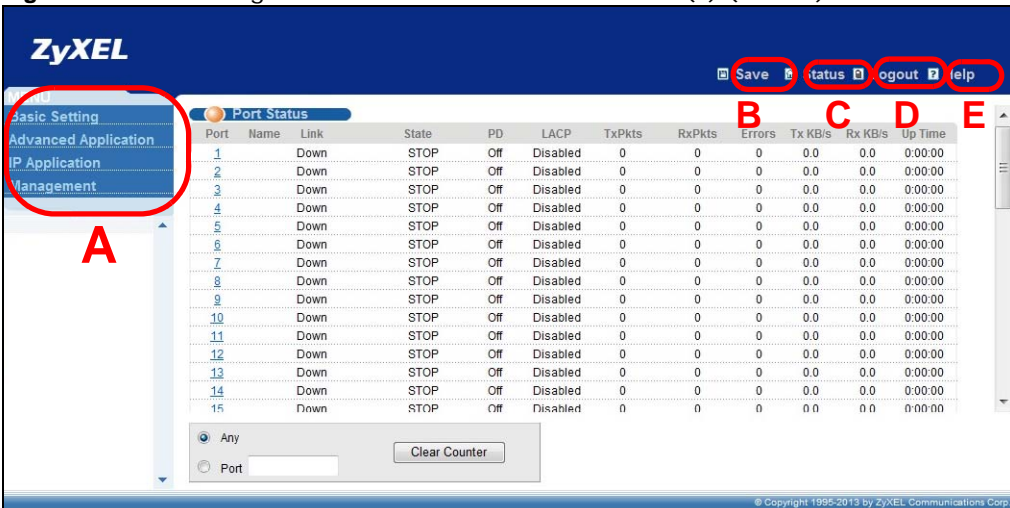 ZyXEL
Save Status Logout Help
B C D E
MENU
Basic Setting
Advanced Application
IP Application
Management
A
Port Status
Port Name Link State PD LACP TxPkts RxPkts Errors Tx KB/s Rx KB/s Up Time
1 Down STOP Off Disabled 0 0 0 0.0 0.0 0:00:00
2 Down STOP Off Disabled 0 0 0 0.0 0.0 0:00:00
3 Down STOP Off Disabled 0 0 0 0.0 0.0 0:00:00
4 Down STOP Off Disabled 0 0 0 0.0 0.0 0:00:00
5 Down STOP Off Disabled 0 0 0 0.0 0.0 0:00:00
6 Down STOP Off Disabled 0 0 0 0.0 0.0 0:00:00
7 Down STOP Off Disabled 0 0 0 0.0 0.0 0:00:00
8 Down STOP Off Disabled 0 0 0 0.0 0.0 0:00:00
9 Down STOP Off Disabled 0 0 0 0.0 0.0 0:00:00
10 Down STOP Off Disabled 0 0 0 0.0 0.0 0:00:00
11 Down STOP Off Disabled 0 0 0 0.0 0.0 0:00:00
12 Down STOP Off Disabled 0 0 0 0.0 0.0 0:00:00
13 Down STOP Off Disabled 0 0 0 0.0 0.0 0:00:00
14 Down STOP Off Disabled 0 0 0 0.0 0.0 0:00:00
15 Down STOP Off Disabled 0 0 0 0.0 0.0 0:00:00
Any
Port
Clear Counter
© Copyright 1995-2013 by ZyXEL Communications Corp.